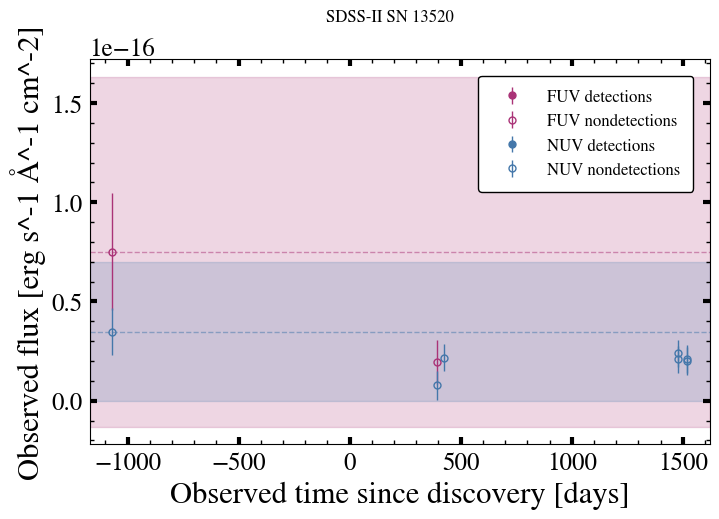 SDSS-II SN 13520
1e−16
Observed flux [erg s^-1 Å^-1 cm^-2]
1.5
1.0
0.5
0.0
FUV detections
FUV nondetections
NUV detections
NUV nondetections
−1000 −500 0 500 1000 1500
Observed time since discovery [days]